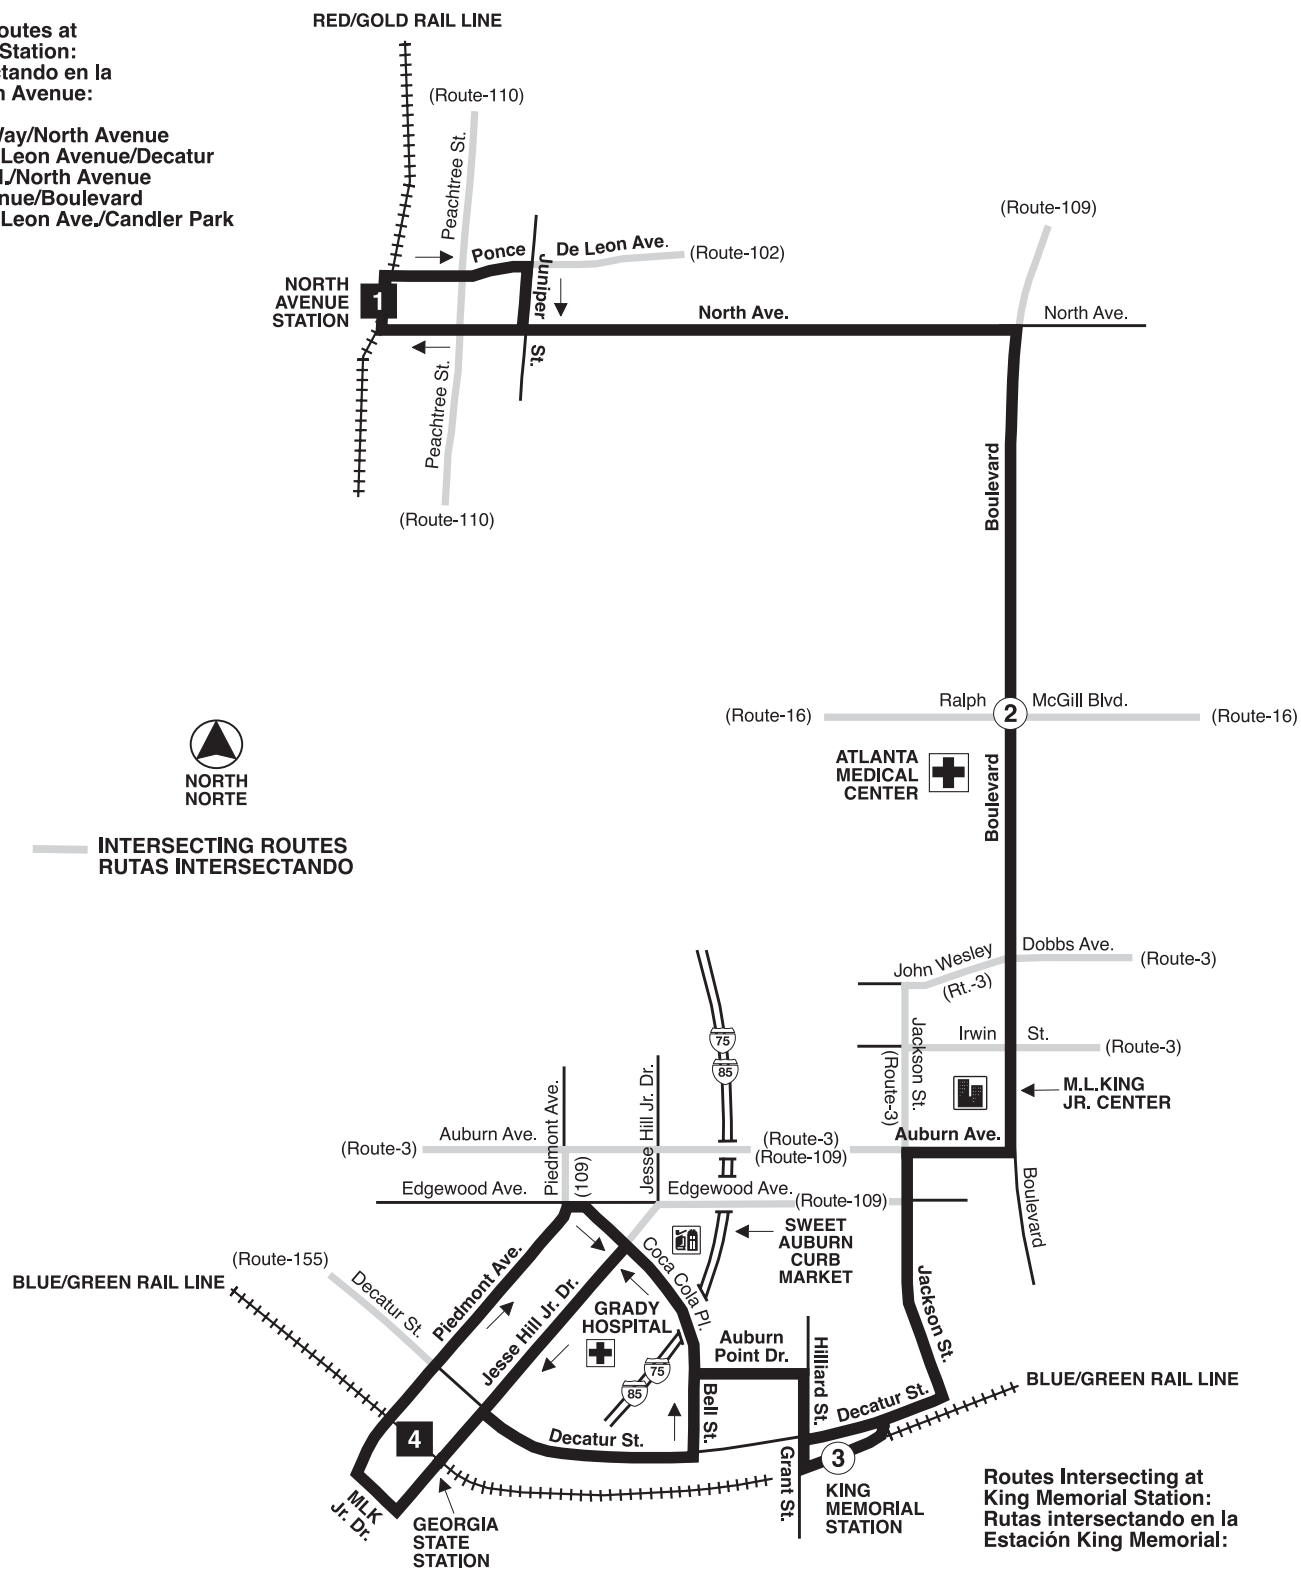 RED/GOLD RAIL LINE
outes at
Station:
tando en la
Avenue:
/North Avenue
Leon Avenue/Decatur
/North Avenue
nue/Boulevard
Leon Ave./Candler Park
(Route-110)
Peachtree St.
(Route-109)
Ponce
De Leon Ave.
(Route-102)
NORTH
AVENUE
STATION
1
Juniper
St.
North Ave.
North Ave.
Peachtree St.
(Route-110)
Boulevard
Ralph
McGill Blvd.
(Route-16)
2
(Route-16)
NORTH
NORTE
ATLANTA
MEDICAL
CENTER
Boulevard
INTERSECTING ROUTES
RUTAS INTERSECTANDO
John Wesley
Dobbs Ave.
(Route-3)
(Rt.-3)
75
85
Jackson St.
(Route-3)
Irwin
St.
(Route-3)
M.L.KING
JR. CENTER
Piedmont Ave.
(109)
Jesse Hill Jr. Dr.
Auburn Ave.
(Route-3)
(Route-3)
(Route-109)
Auburn Ave.
Edgewood Ave.
Edgewood Ave.
(Route-109)
Boulevard
SWEET
AUBURN
CURB
MARKET
Coca Cola Pl.
(Route-155)
Decatur St.
BLUE/GREEN RAIL LINE
Piedmont Ave.
Jesse Hill Jr. Dr.
GRADY
HOSPITAL
75
85
Auburn
Point Dr.
Hilliard St.
Jackson St.
BLUE/GREEN RAIL LINE
Bell St.
Decatur St.
Decatur St.
4
Grant St.
3
KING
MEMORIAL
STATION
MLK
Jr. Dr.
GEORGIA
STATE
STATION
Routes Intersecting at
King Memorial Station:
Rutas intersectando en la
Estación King Memorial: